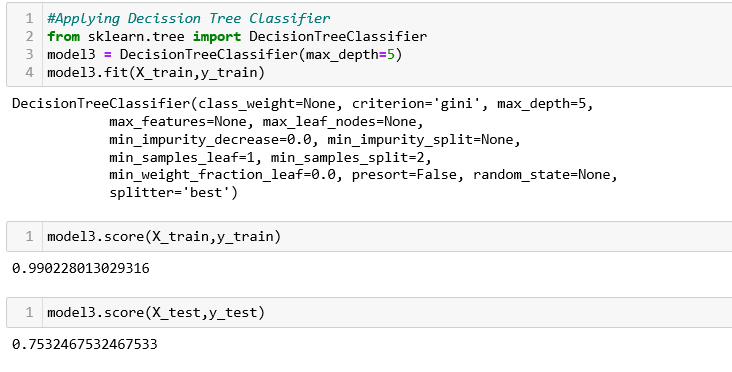 1 #Applying Decission Tree Classifier
2 from sklearn.tree import DecisionTreeClassifier
3 model3 = DecisionTreeClassifier(max_depth=5)
4 model3.fit(X_train,y_train)
DecisionTreeClassifier(class_weight=None, criterion='gini', max_depth=5,
max_features=None, max_leaf_nodes=None,
min_impurity_decrease=0.0, min_impurity_split=None,
min_samples_leaf=1, min_samples_split=2,
min_weight_fraction_leaf=0.0, presort=False, random_state=None,
splitter='best')
1 model3.score(X_train,y_train)
0.990228013029316
1 model3.score(X_test,y_test)
0.7532467532467533